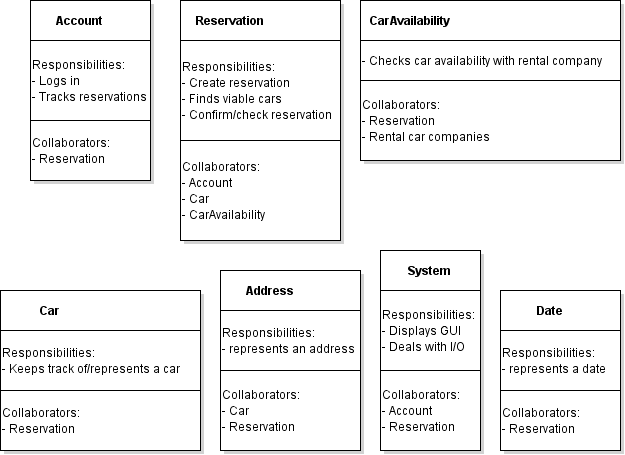 Account
Responsibilities:
- Logs in
- Tracks reservations
Collaborators:
- Reservation
Reservation
Responsibilities:
- Create reservation
- Finds viable cars
- Confirm/check reservation
Collaborators:
- Account
- Car
- CarAvailability
CarAvailability
- Checks car availability with rental company
Collaborators:
- Reservation
- Rental car companies
Car
Responsibilities:
- Keeps track of/represents a car
Collaborators:
- Reservation
Address
Responsibilities:
- represents an address
Collaborators:
- Car
- Reservation
System
Responsibilities:
- Displays GUI
- Deals with I/O
Collaborators:
- Account
- Reservation
Date
Responsibilities:
- represents a date
Collaborators:
- Reservation